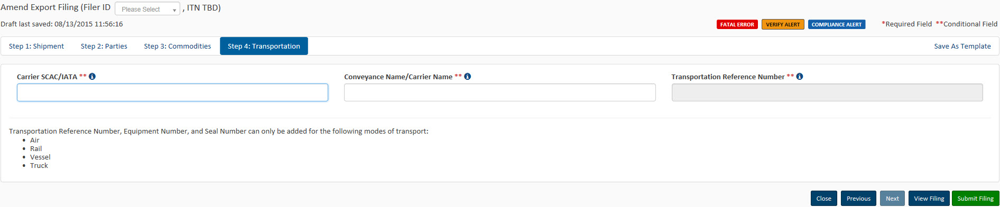 Amend Export Filing (Filer ID Please Select , ITN TBD)
Draft last saved: 08/13/2015 11:56:16 FATAL ERROR VERIFY ALERT COMPLIANCE ALERT *Required Field **Conditional Field
Step 1: Shipment Step 2: Parties Step 3: Commodities Step 4: Transportation Save As Template
Carrier SCAC/IATA ** Conveyance Name/Carrier Name ** Transportation Reference Number **
Transportation Reference Number, Equipment Number, and Seal Number can only be added for the following modes of transport:
• Air
• Rail
• Vessel
• Truck
Close Previous Next View Filing Submit Filing